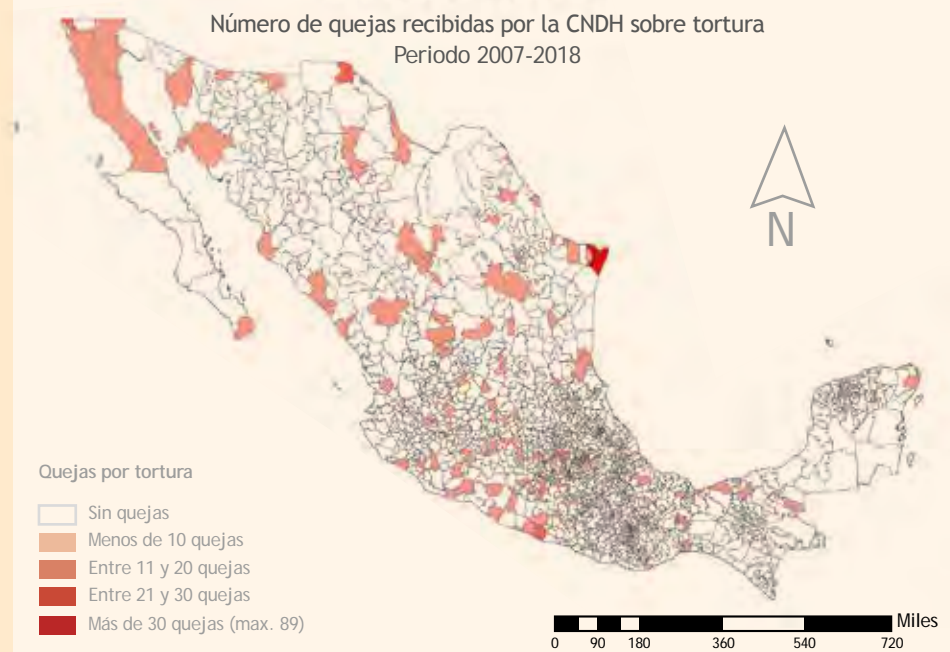 Número de quejas recibidas por la CNDH sobre tortura
Periodo 2007-2018
N
Quejas por tortura
Sin quejas
Menos de 10 quejas
Entre 11 y 20 quejas
Entre 21 y 30 quejas
Más de 30 quejas (max. 89)
Miles
0 90 180 360 540 720